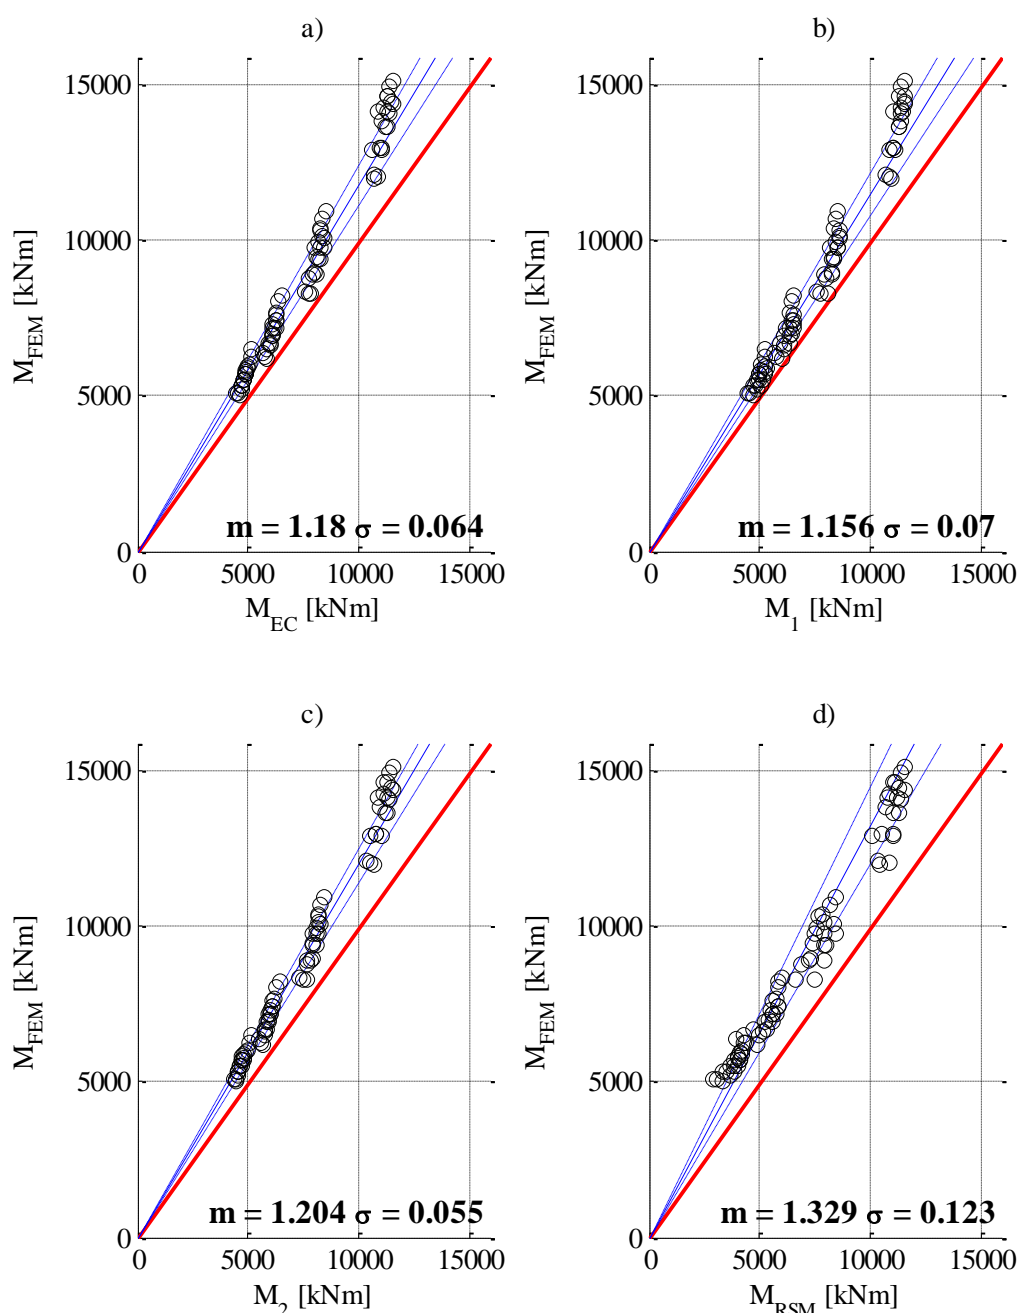 a)
15000
10000
5000
0
M_FEM [kNm]
m = 1.18 σ = 0.064
0 5000 10000 15000
M_EC [kNm]
b)
15000
10000
5000
0
M_FEM [kNm]
m = 1.156 σ = 0.07
0 5000 10000 15000
M_1 [kNm]
c)
15000
10000
5000
0
M_FEM [kNm]
m = 1.204 σ = 0.055
0 5000 10000 15000
M_2 [kNm]
d)
15000
10000
5000
0
M_FEM [kNm]
m = 1.329 σ = 0.123
0 5000 10000 15000
M_RSM [kNm]